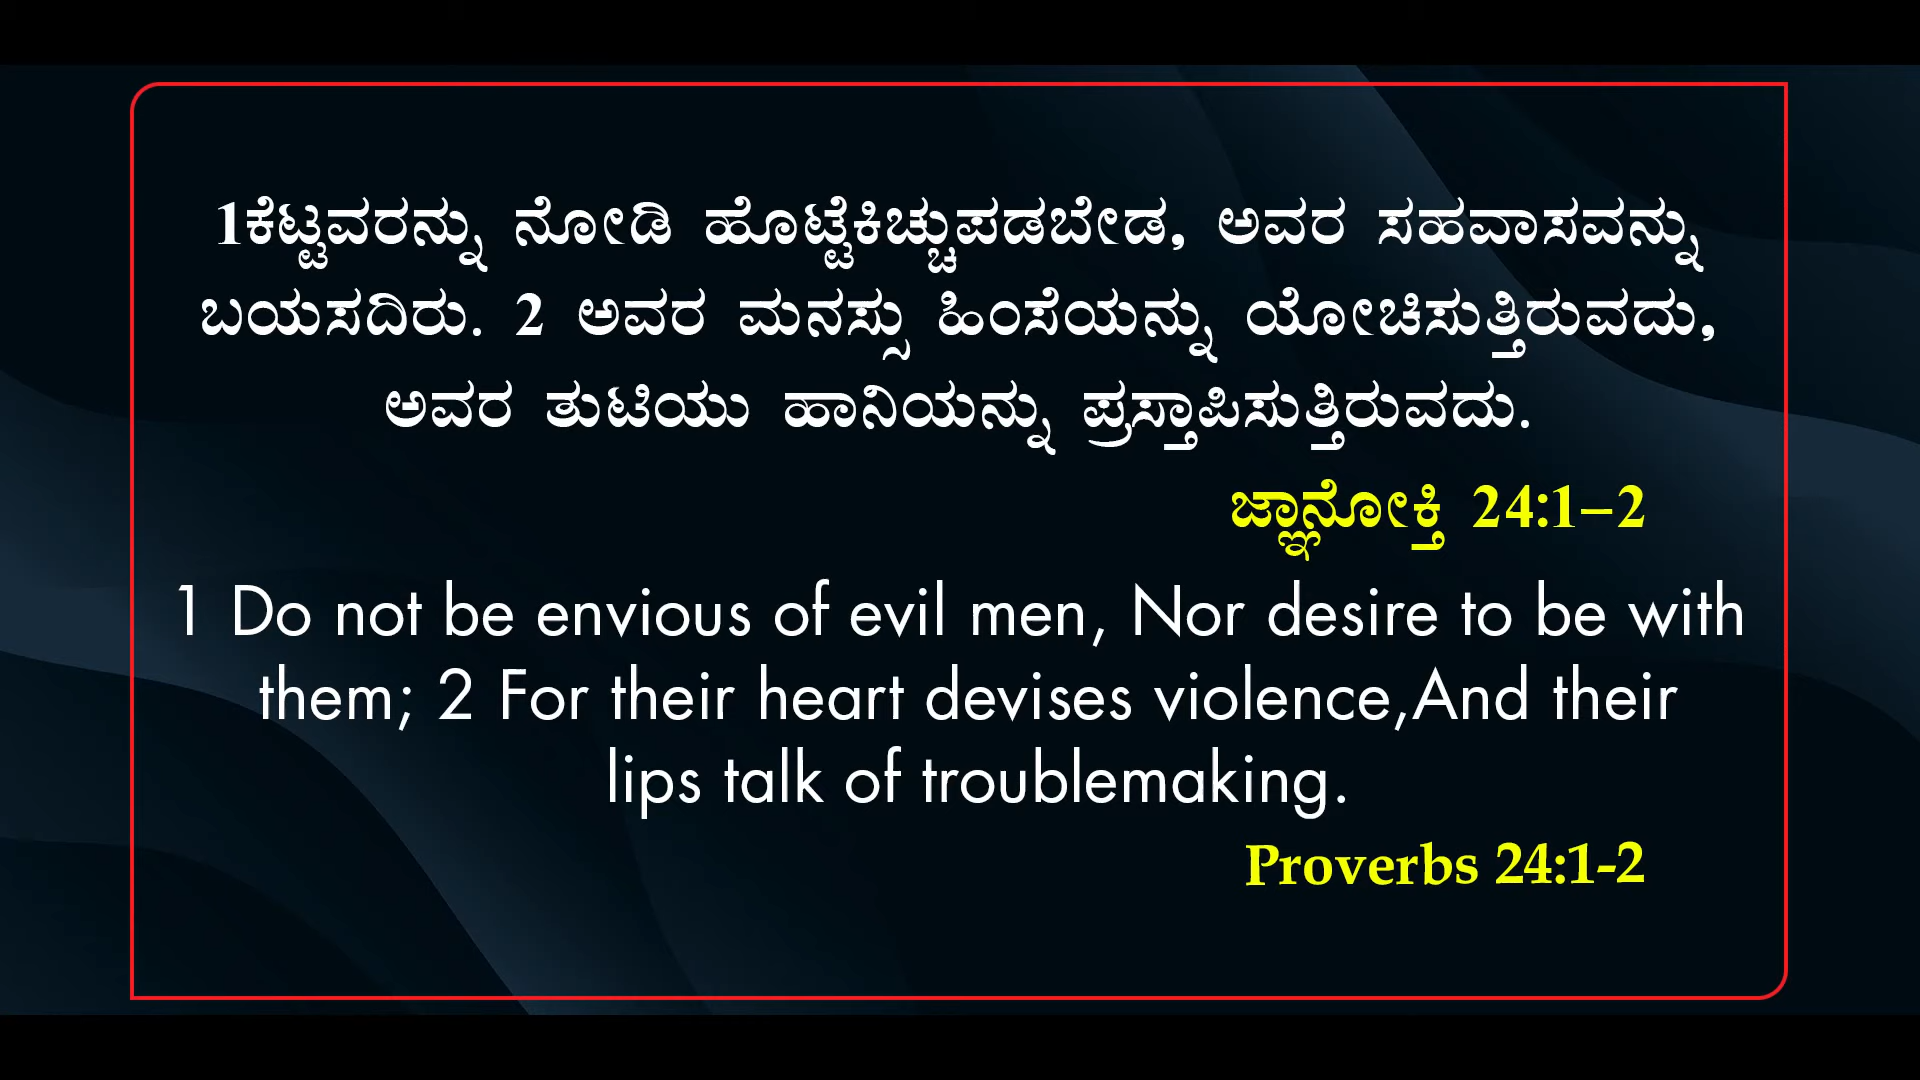 1ಕೆಟ್ಟವರನ್ನು ನೋಡಿ ಹೊಟ್ಟೆಕಿಚ್ಚುಪಡಬೇಡ, ಅವರ ಸಹವಾಸವನ್ನು
ಬಯಸದಿರು. 2 ಅವರ ಮನಸ್ಸು ಹಿಂಸೆಯನ್ನು ಯೋಚಿಸುತ್ತಿರುವದು,
ಅವರ ತುಟಿಯು ಹಾನಿಯನ್ನು ಪ್ರಸ್ತಾಪಿಸುತ್ತಿರುವದು.
ಜ್ಞಾನೋಕ್ತಿ 24:1–2
1 Do not be envious of evil men, Nor desire to be with
them; 2 For their heart devises violence,And their
lips talk of troublemaking.
Proverbs 24:1-2